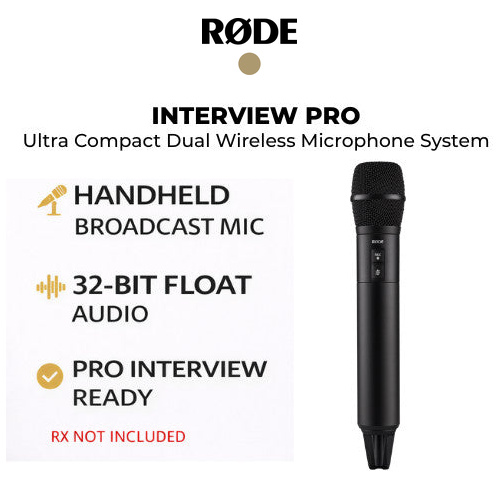 RØDE
INTERVIEW PRO
Ultra Compact Dual Wireless Microphone System
HANDHELD
BROADCAST MIC
32-BIT FLOAT
AUDIO
PRO INTERVIEW
READY
RX NOT INCLUDED
RØDE